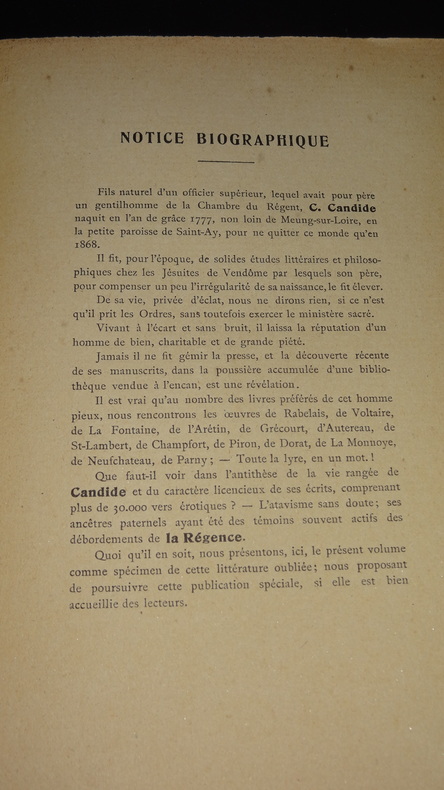 NOTICE BIOGRAPHIQUE
Fils naturel d'un officier supérieur, lequel avait pour père
un gentilhomme de la Chambre du Régent, C. Candide
naquit en l'an de grâce 1777, non loin de Meung-sur-Loire, en
la petite paroisse de Saint-Ay, pour ne quitter ce monde qu'en
1868.
Il fit, pour l'époque, de solides études littéraires et philoso-
phiques chez les Jésuites de Vendôme par lesquels son père,
pour compenser un peu l'irrégularité de sa naissance, le fit élever.
De sa vie, privée d'éclat, nous ne dirons rien, si ce n'est
qu'il prit les Ordres, sans toutefois exercer le ministère sacré.
Vivant à l'écart et sans bruit, il laissa la réputation d'un
homme de bien, charitable et de grande piété.
Jamais il ne fit gémir la presse, et la découverte récente
de ses manuscrits, dans la poussière accumulée d'une biblio-
thèque vendue à l'encan, est une révélation.
Il est vrai qu'au nombre des livres préférés de cet homme
pieux, nous rencontrons les œuvres de Rabelais, de Voltaire,
de La Fontaine, de l'Arétin, de Grécourt, d'Autereau, de
St-Lambert, de Champfort, de Piron, de Dorat, de La Monnoye,
de Neufchateau, de Parny ; — Toute la lyre, en un mot. !
Que faut-il voir dans l'antithèse de la vie rangée de
Candide et du caractère licencieux de ses écrits, comprenant
plus de 30.000 vers érotiques ? — L'atavisme sans doute ; ses
ancêtres paternels ayant été des témoins souvent actifs des
débordements de la Régence.
Quoi qu'il en soit, nous présentons, ici, le présent volume
comme spécimen de cette littérature oubliée ; nous proposant
de poursuivre cette publication spéciale, si elle est bien
accueillie des lecteurs.